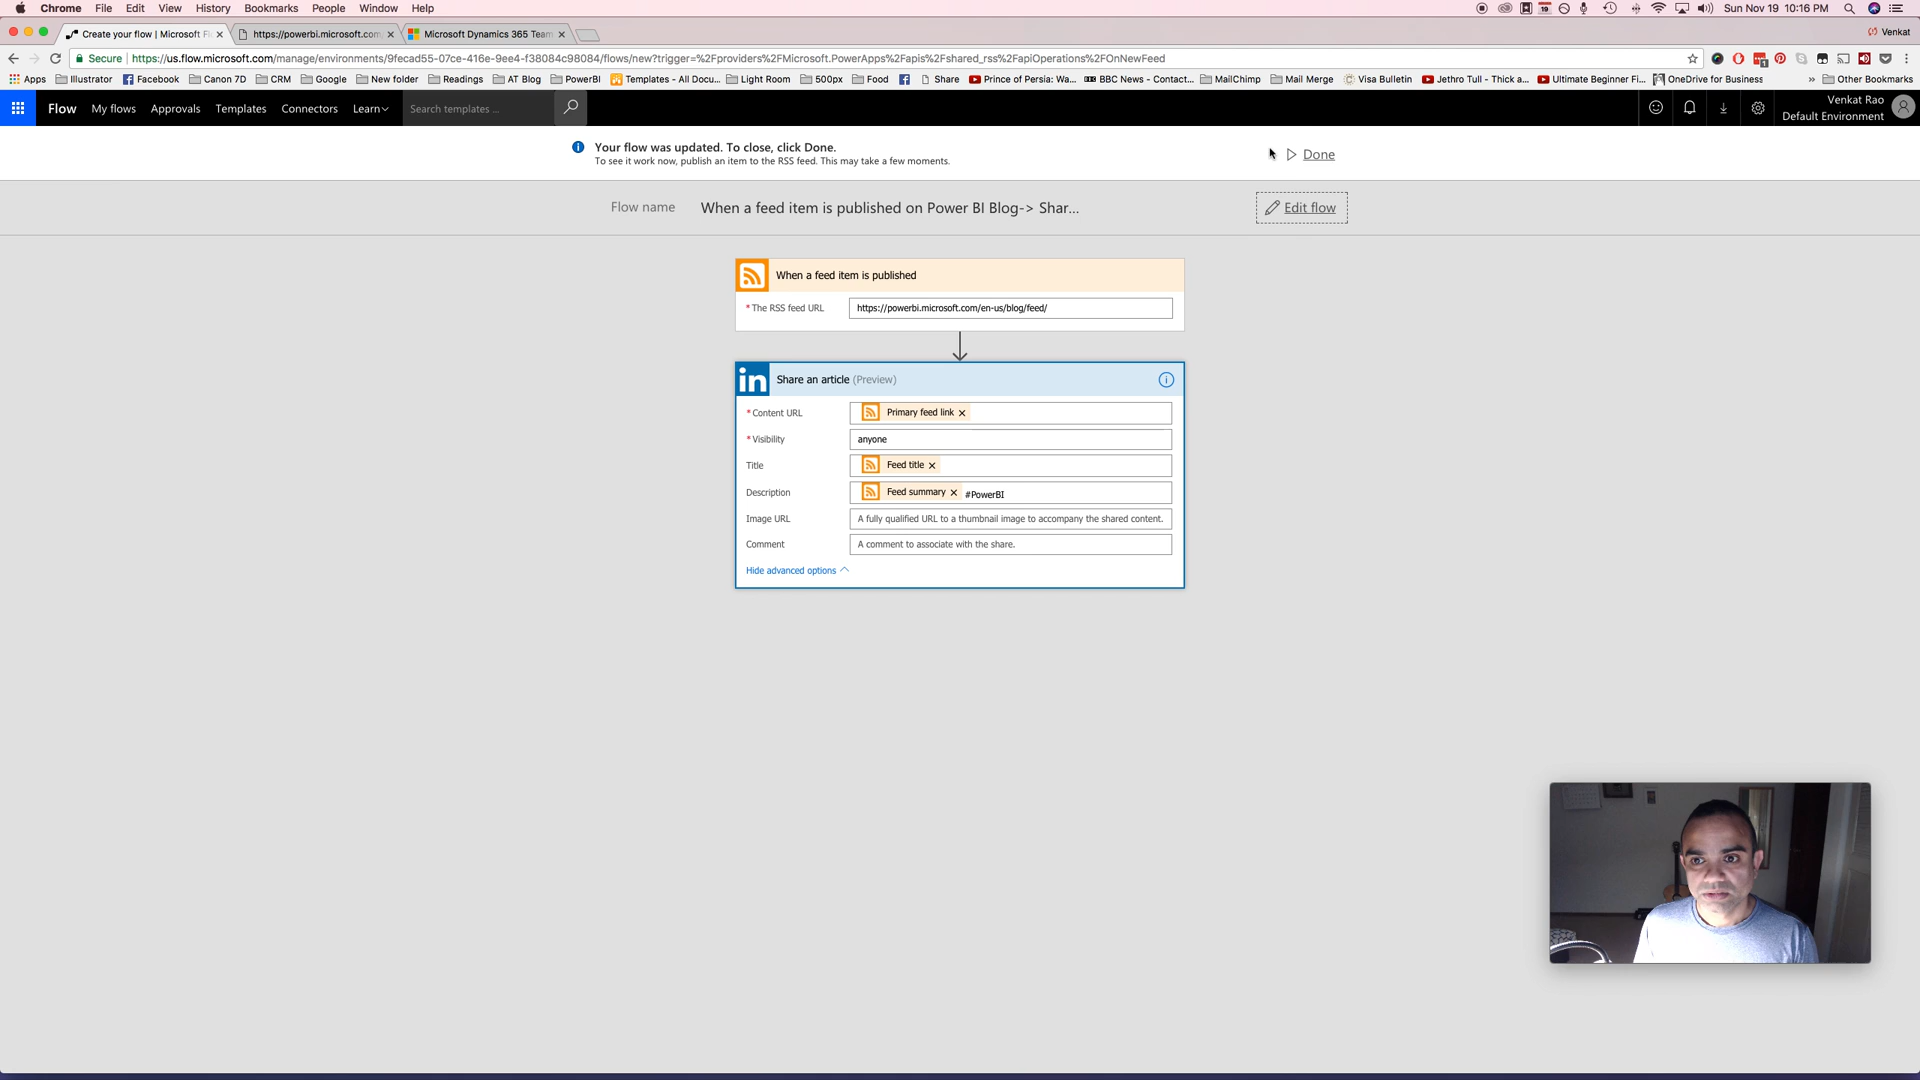 Chrome File Edit View History Bookmarks People Window Help
19
Sun Nov 19 10:16 PM
Create your flow | Microsoft Fl
https://powerbi.microsoft.com
Microsoft Dynamics 365 Team
Venkat
Secure https://us.flow.microsoft.com/manage/environments/9fecad55-07ce-416e-9ee4-f38084c98084/flows/new?trigger=%2Fproviders%2FMicrosoft.PowerApps%2Fapis%2Fshared_rss%2FapiOperations%2FOnNewFeed
Apps Illustrator Facebook Canon 7D CRM Google New folder Readings AT Blog PowerBI Templates - All Docu... Light Room 500px Food Share Prince of Persia: Wa... BBC News - Contact... MailChimp Mail Merge Visa Bulletin Jethro Tull - Thick a... Ultimate Beginner Fi... OneDrive for Business » Other Bookmarks
Flow My flows Approvals Templates Connectors Learn Search templates ...
Venkat Rao
Default Environment
Your flow was updated. To close, click Done.
To see it work now, publish an item to the RSS feed. This may take a few moments.
Done
Flow name When a feed item is published on Power BI Blog-> Shar...
Edit flow
When a feed item is published
* The RSS feed URL https://powerbi.microsoft.com/en-us/blog/feed/
in Share an article (Preview)
* Content URL Primary feed link ×
* Visibility anyone
Title Feed title ×
Description Feed summary × #PowerBI
Image URL A fully qualified URL to a thumbnail image to accompany the shared content.
Comment A comment to associate with the share.
Hide advanced options